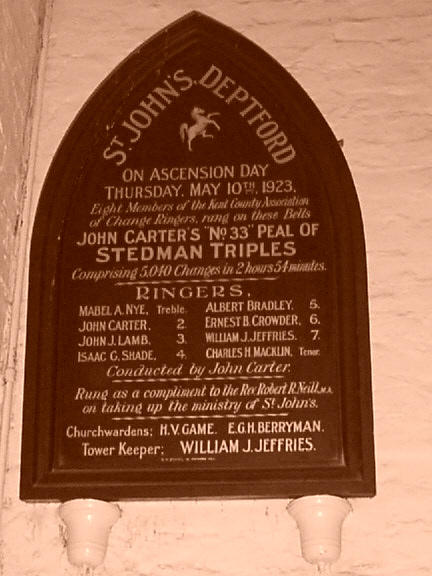 ST JOHN'S, DEPTFORD
ON ASCENSION DAY
THURSDAY, MAY 10TH, 1923,
Eight Members of the Kent County Association
of Change Ringers, rang on these Bells
JOHN CARTER'S "No 33" PEAL OF
STEDMAN TRIPLES
Comprising 5,040 Changes in 2 hours 54 minutes.
RINGERS,
MABEL A. NYE, Treble. ALBERT BRADLEY. 5.
JOHN CARTER, 2. ERNEST B. CROWDER, 6.
JOHN J. LAMB. 3. WILLIAM J. JEFFRIES. 7.
ISAAC G. SHADE, 4. CHARLES H MACKLIN, Tenor.
Conducted by John Carter.
Rung as a compliment to the Rev Robert R. Neill, M.A.
on taking up the ministry of St John's.
Churchwardens; H.V. GAME. E.G.H. BERRYMAN.
Tower Keeper; WILLIAM J. JEFFRIES.